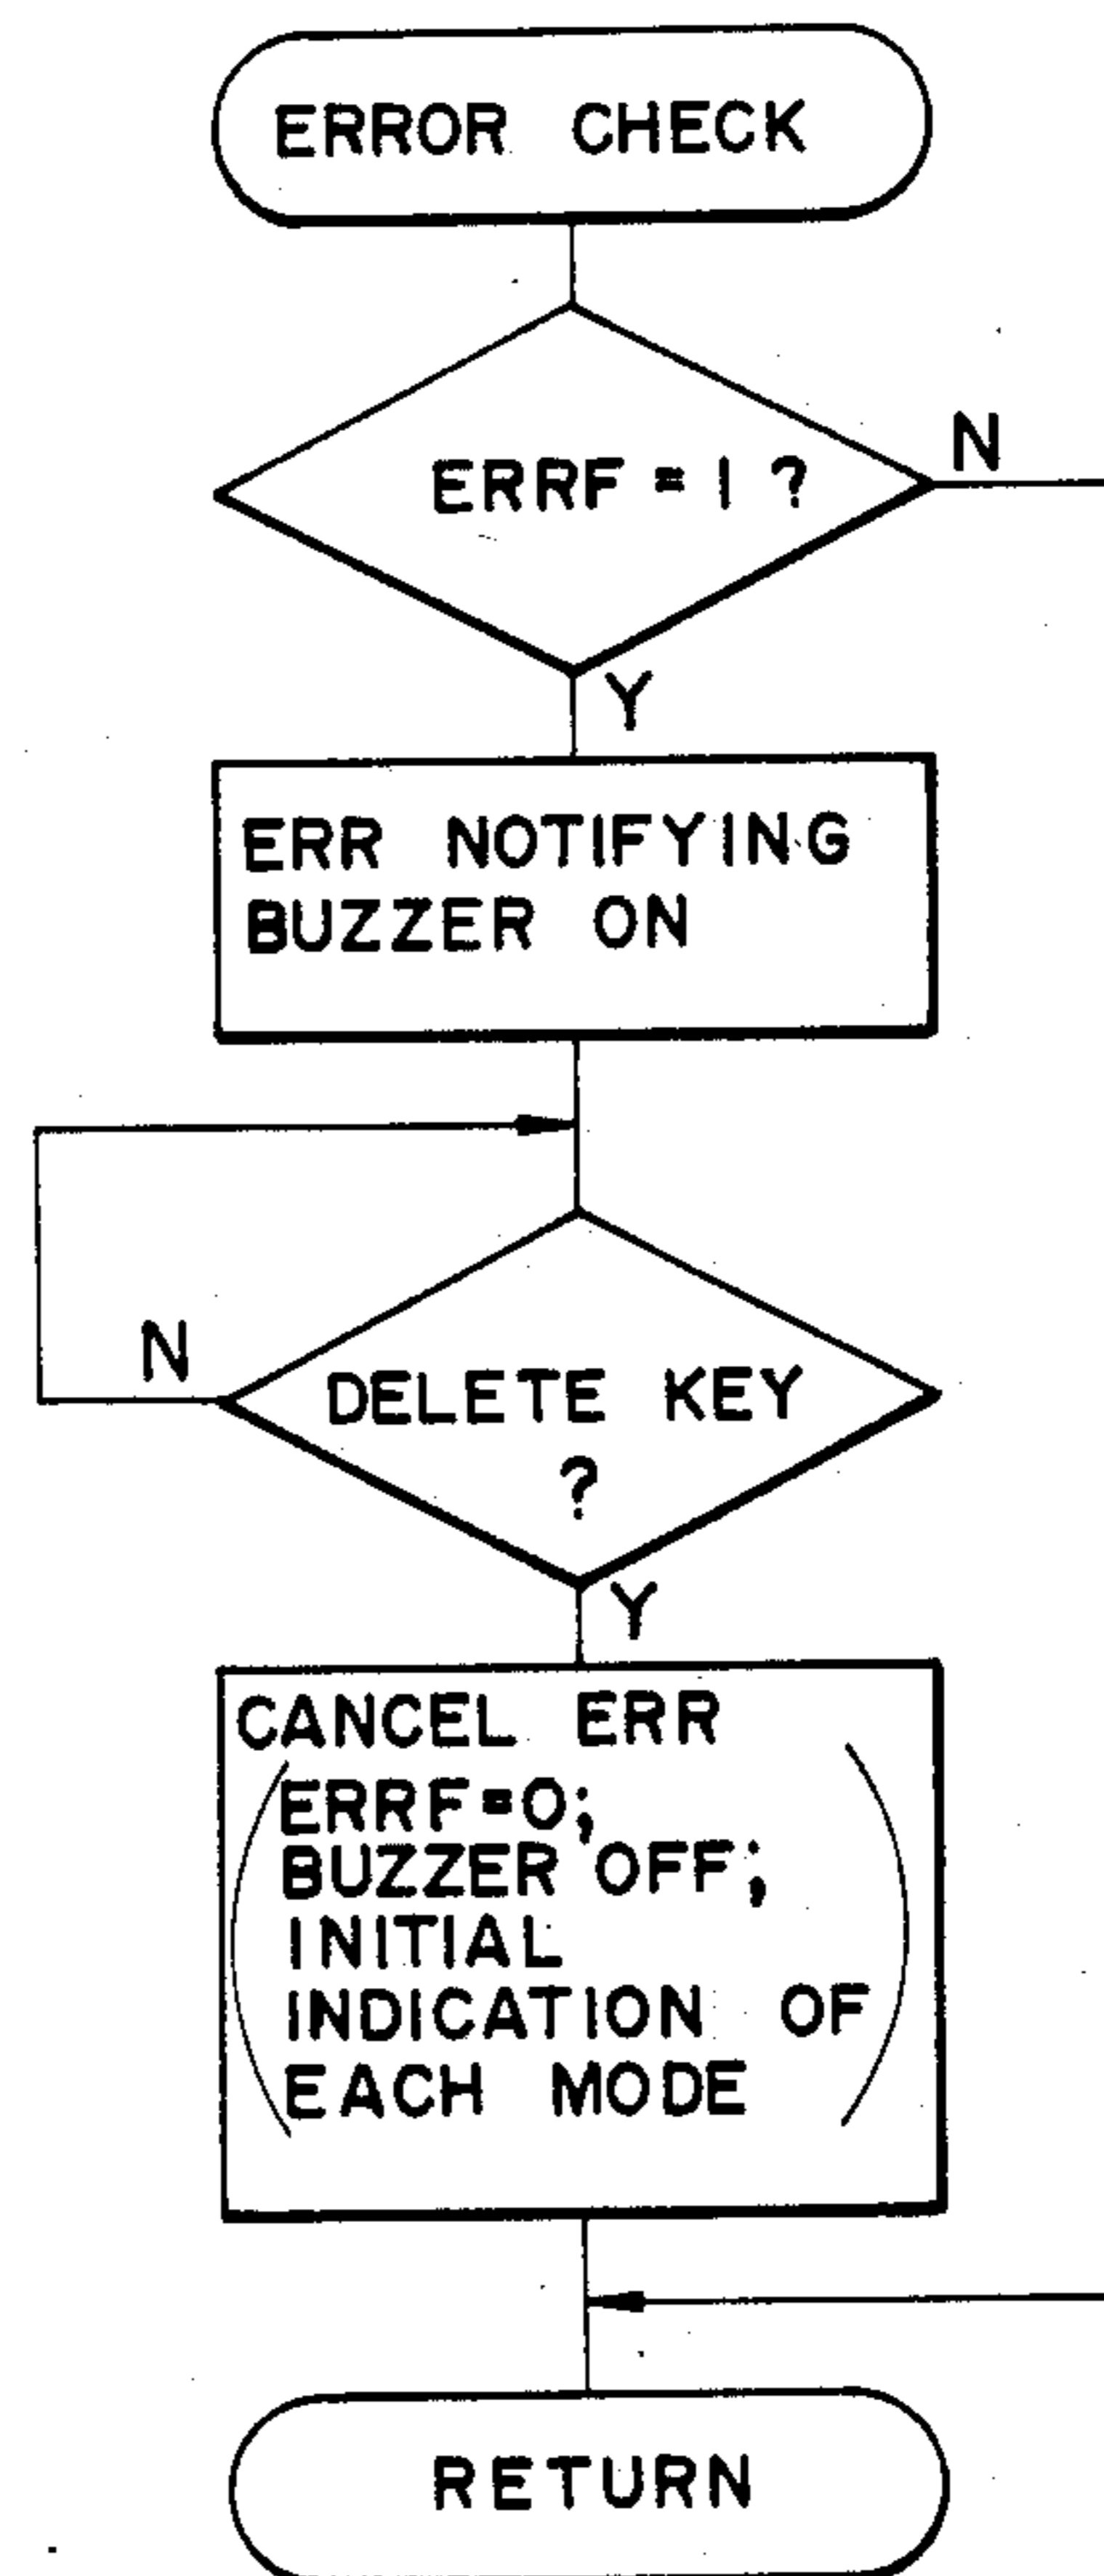 ERROR CHECK
ERRF = 1 ?
N
Y
ERR NOTIFYING
BUZZER ON
N
DELETE KEY
?
Y
CANCEL ERR
(ERRF=0;
BUZZER OFF;
INITIAL
INDICATION OF
EACH MODE)
RETURN